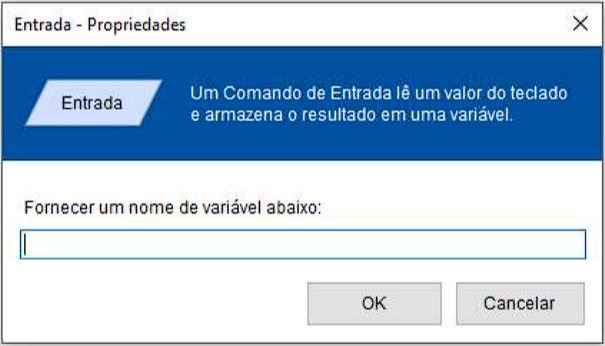 Entrada - Propriedades
Entrada
Um Comando de Entrada lê um valor do teclado
e armazena o resultado em uma variável.
Fornecer um nome de variável abaixo:
OK
Cancelar